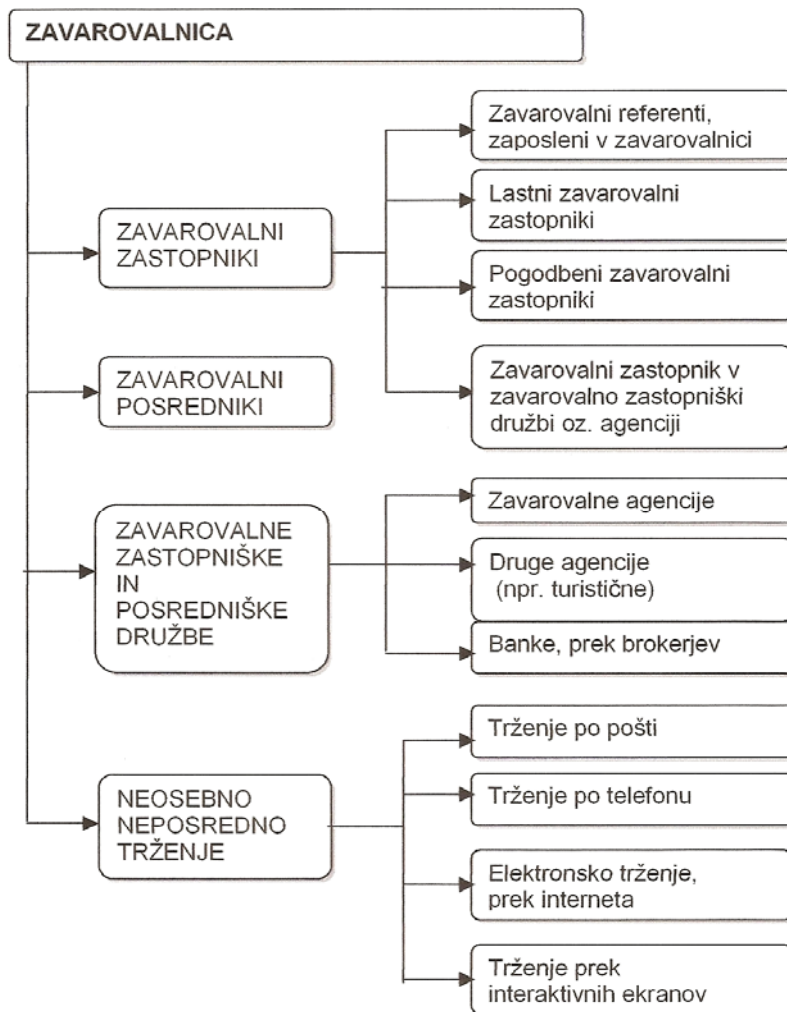 ZAVAROVALNICA
ZAVAROVALNI
ZASTOPNIKI
Zavarovalni referenti,
zaposleni v zavarovalnici
Lastni zavarovalni
zastopniki
Pogodbeni zavarovalni
zastopniki
Zavarovalni zastopnik v
zavarovalno zastopniški
družbi oz. agenciji
ZAVAROVALNI
POSREDNIKI
ZAVAROVALNE
ZASTOPNIŠKE
IN
POSREDNIŠKE
DRUŽBE
Zavarovalne agencije
Druge agencije
(npr. turistične)
Banke, prek brokerjev
NEOSEBNO
NEPOSREDNO
TRŽENJE
Trženje po pošti
Trženje po telefonu
Elektronsko trženje,
prek interneta
Trženje prek
interaktivnih ekranov